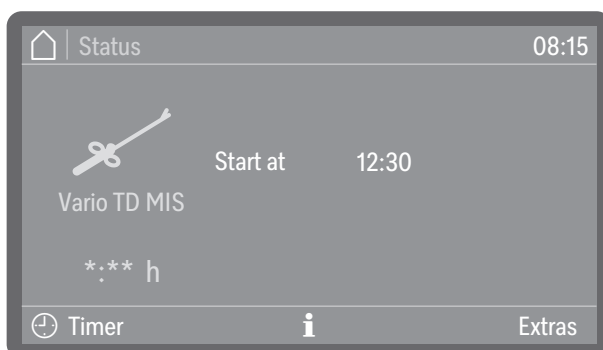 Status 08:15
Start at 12:30
Vario TD MIS
*:** h
Timer i Extras